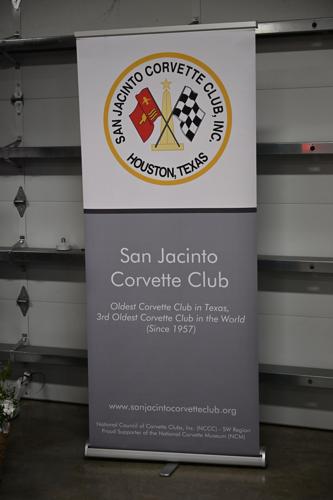 SAN JACINTO CORVETTE CLUB, INC.
HOUSTON, TEXAS
San Jacinto
Corvette Club
Oldest Corvette Club in Texas,
3rd Oldest Corvette Club in the World
(Since 1957)
www.sanjacintocorvetteclub.org
National Council of Corvette Clubs, Inc. (NCCC) - SW Region
Proud Supporter of the National Corvette Museum (NCM)